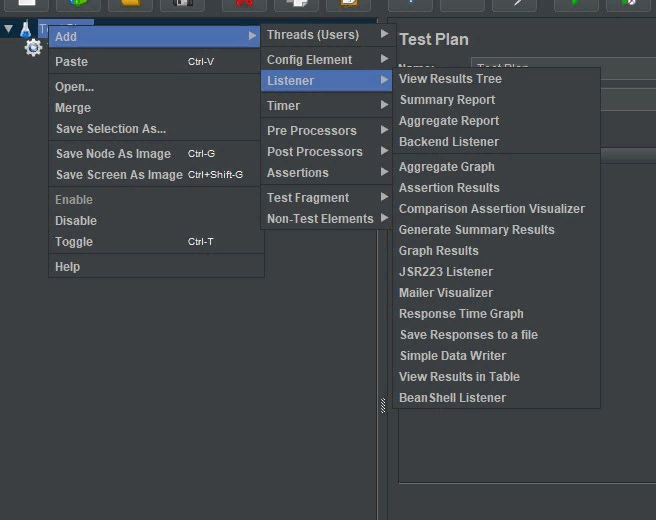 Add
Paste Ctrl-V
Open...
Merge
Save Selection As...
Save Node As Image Ctrl-G
Save Screen As Image Ctrl+Shift-G
Enable
Disable
Toggle Ctrl-T
Help
Threads (Users)
Config Element
Listener
Timer
Pre Processors
Post Processors
Assertions
Test Fragment
Non-Test Elements
Test Plan
View Results Tree
Summary Report
Aggregate Report
Backend Listener
Aggregate Graph
Assertion Results
Comparison Assertion Visualizer
Generate Summary Results
Graph Results
JSR223 Listener
Mailer Visualizer
Response Time Graph
Save Responses to a file
Simple Data Writer
View Results in Table
BeanShell Listener